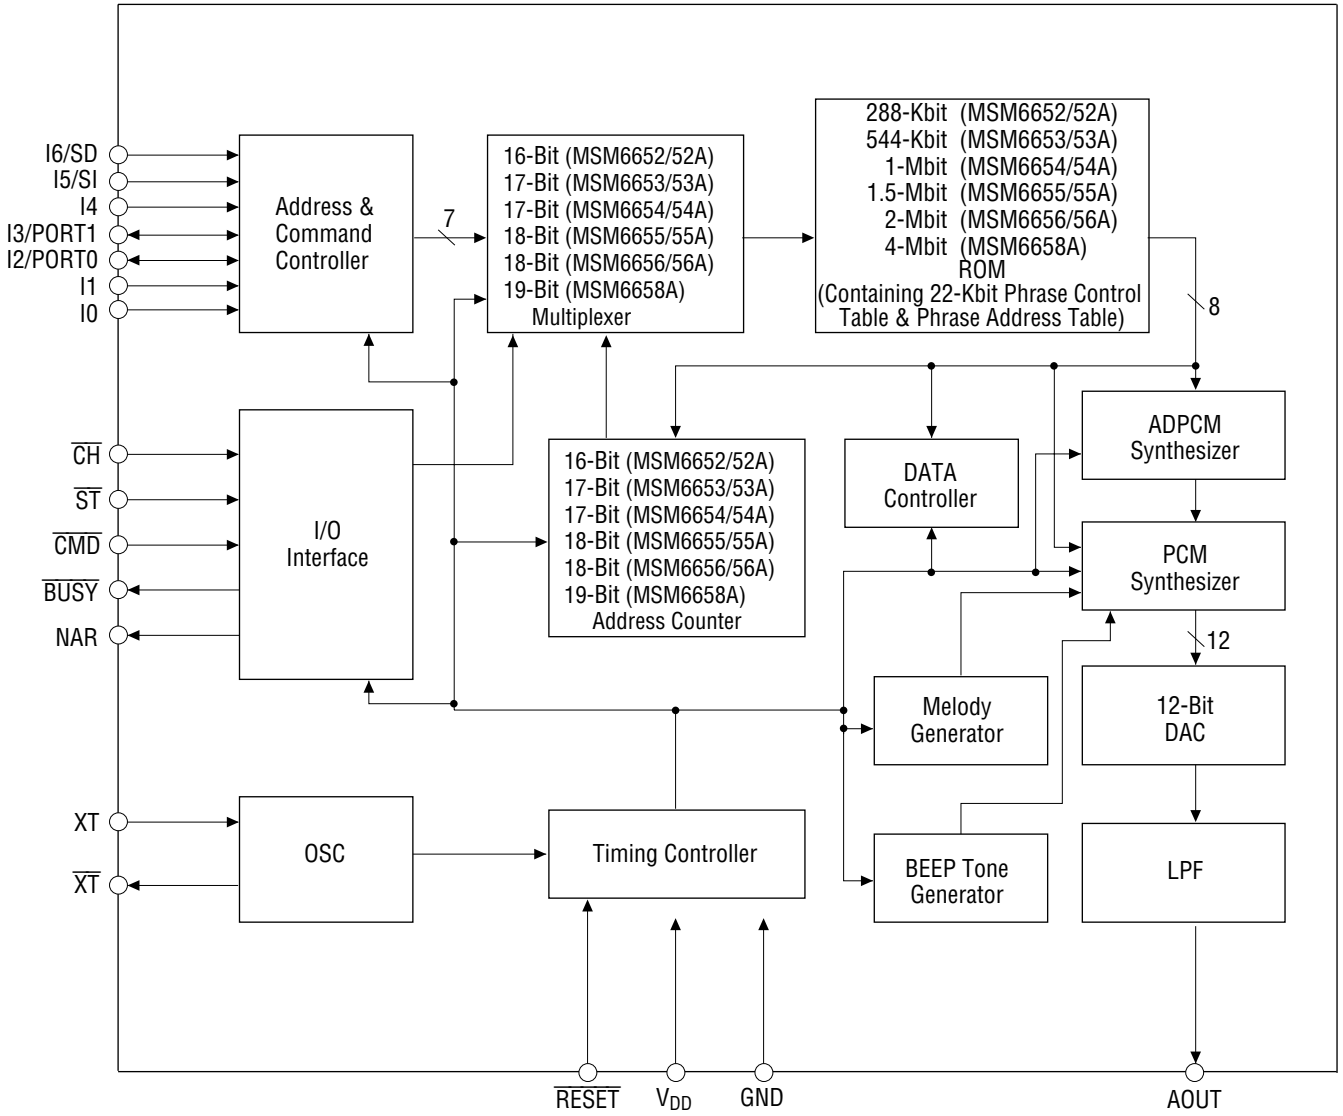 I6/SD
I5/SI
I4
I3/PORT1
I2/PORT0
I1
I0
Address &
Command
Controller
7
16-Bit (MSM6652/52A)
17-Bit (MSM6653/53A)
17-Bit (MSM6654/54A)
18-Bit (MSM6655/55A)
18-Bit (MSM6656/56A)
19-Bit (MSM6658A)
Multiplexer
288-Kbit (MSM6652/52A)
544-Kbit (MSM6653/53A)
1-Mbit (MSM6654/54A)
1.5-Mbit (MSM6655/55A)
2-Mbit (MSM6656/56A)
4-Mbit (MSM6658A)
ROM
(Containing 22-Kbit Phrase Control
Table & Phrase Address Table)
8
C̅H̅
S̅T̅
C̅M̅D̅
B̅U̅S̅Y̅
NAR
I/O
Interface
16-Bit (MSM6652/52A)
17-Bit (MSM6653/53A)
17-Bit (MSM6654/54A)
18-Bit (MSM6655/55A)
18-Bit (MSM6656/56A)
19-Bit (MSM6658A)
Address Counter
DATA
Controller
ADPCM
Synthesizer
PCM
Synthesizer
12
Melody
Generator
12-Bit
DAC
XT
X̅T̅
OSC
Timing Controller
BEEP Tone
Generator
LPF
R̅E̅S̅E̅T̅
VDD
GND
AOUT